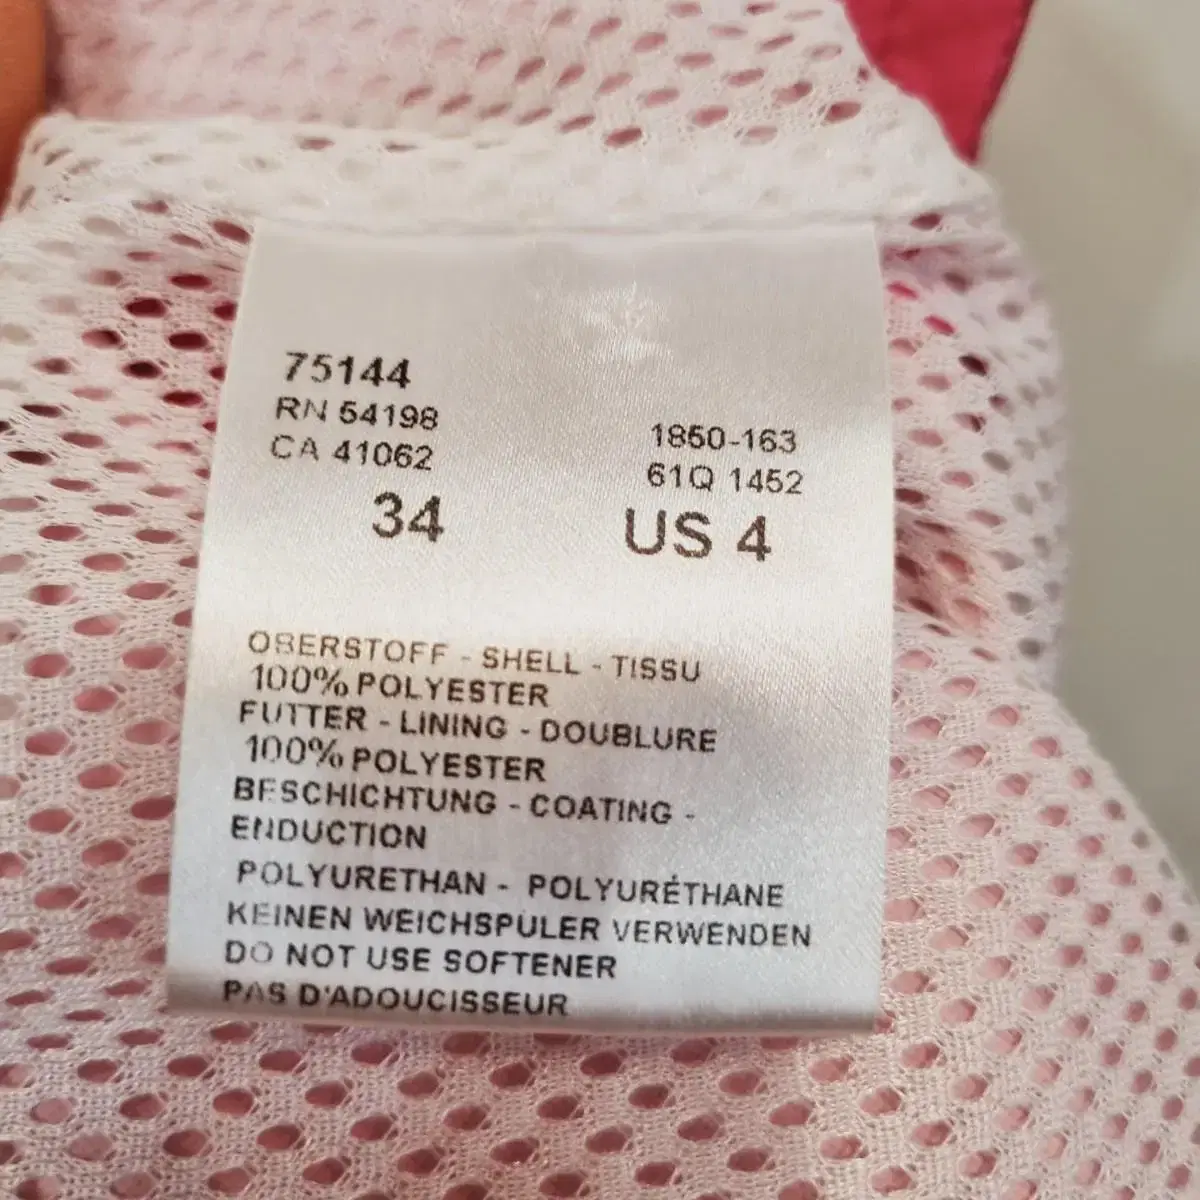 75144
RN 54198
CA 41062
1850-163
61Q 1452
34 US 4
OBERSTOFF - SHELL - TISSU
100% POLYESTER
FUTTER - LINING - DOUBLURE
100% POLYESTER
BESCHICHTUNG - COATING -
ENDUCTION
POLYURETHAN - POLYURÉTHANE
KEINEN WEICHSPÜLER VERWENDEN
DO NOT USE SOFTENER
PAS D'ADOUCISSEUR